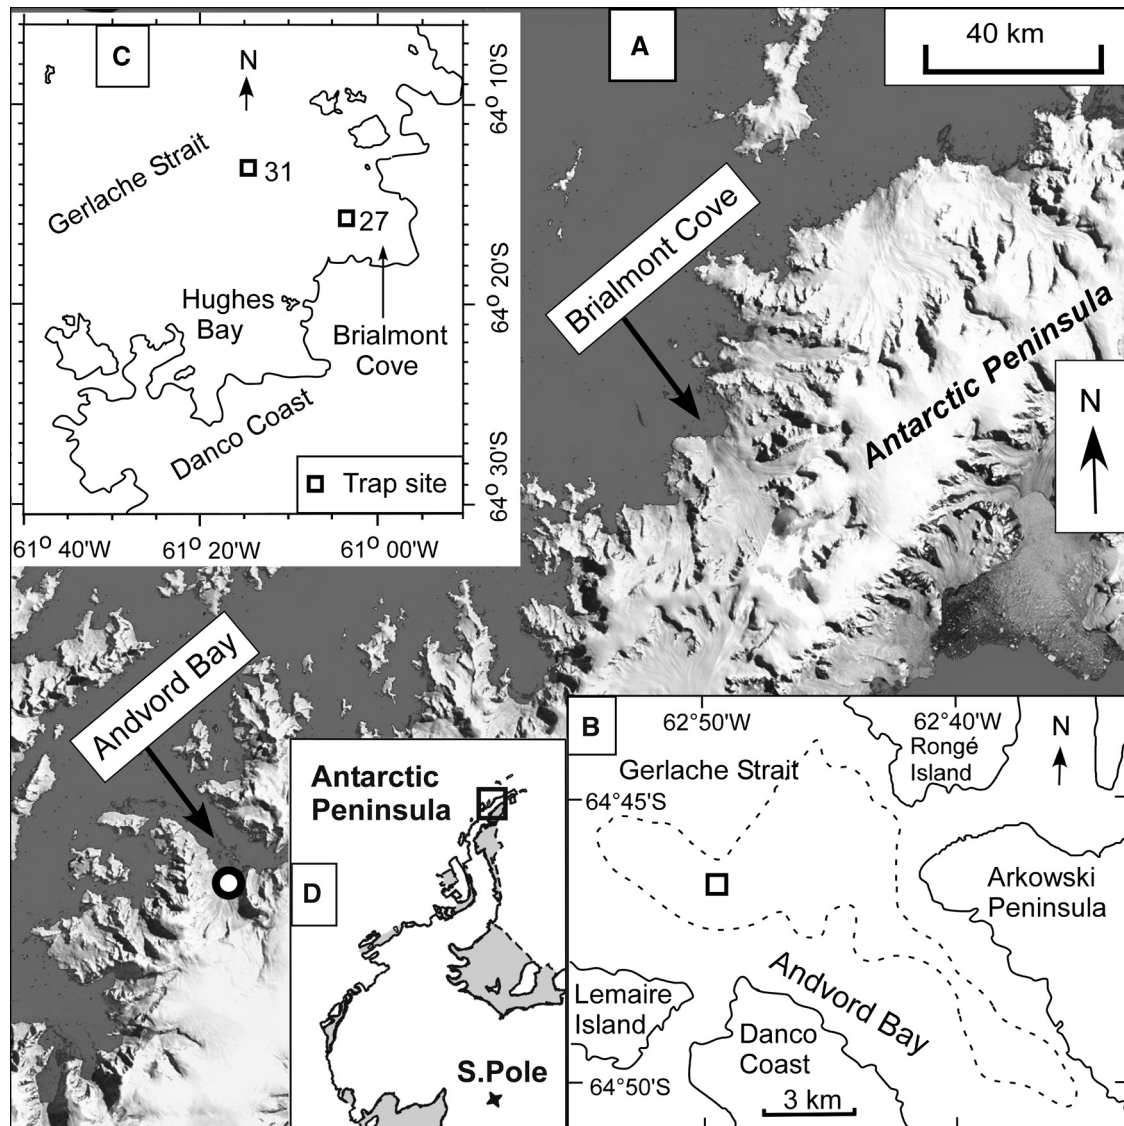 C
N
Gerlache Strait
31
27
Hughes
Bay
Brialmont
Cove
Danco Coast
Trap site
64° 10'S
64° 20'S
64° 30'S
61° 40'W
61° 20'W
61° 00'W
A
40 km
Brialmont Cove
Antarctic Peninsula
N
Andvord Bay
D
Antarctic
Peninsula
S.Pole
B
62°50'W
62°40'W
N
Gerlache Strait
Rongé
Island
64°45'S
Arkowski
Peninsula
Andvord Bay
Lemaire
Island
Danco
Coast
64°50'S
3 km